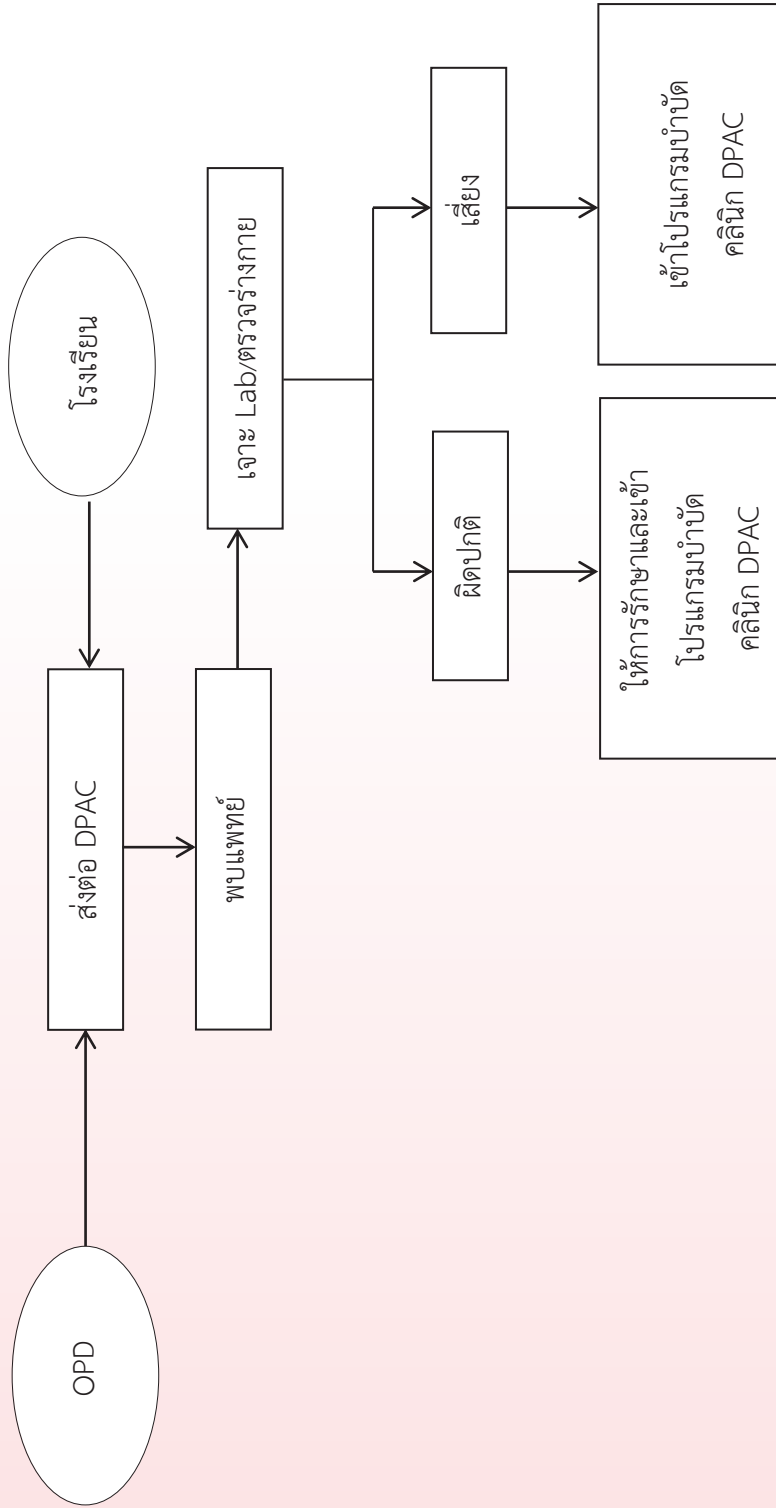 OPD
โรงเรียน
ส่งต่อ DPAC
พบแพทย์
เจาะ Lab/ตรวจร่างกาย
ผิดปกติ
เสี่ยง
ให้การรักษาและเข้า
โปรแกรมบำบัด
คลินิก DPAC
เข้าโปรแกรมบำบัด
คลินิก DPAC